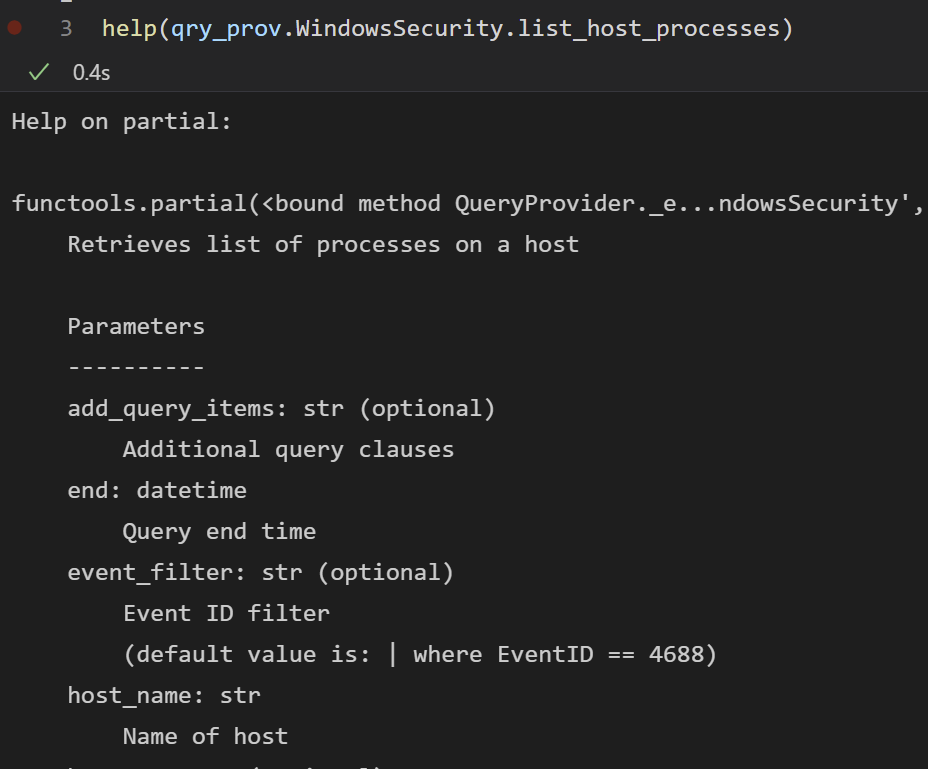 3 help(qry_prov.WindowsSecurity.list_host_processes)
0.4s
Help on partial:
functools.partial(<bound method QueryProvider._e...ndowsSecurity',
Retrieves list of processes on a host
Parameters
----------
add_query_items: str (optional)
Additional query clauses
end: datetime
Query end time
event_filter: str (optional)
Event ID filter
(default value is: | where EventID == 4688)
host_name: str
Name of host